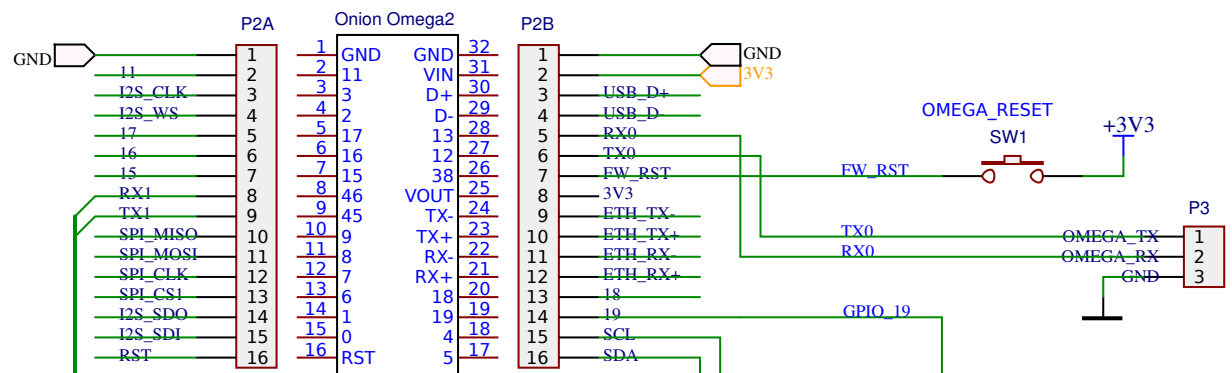 P2A Onion Omega2 P2B
GND 1 1 GND GND 32 1 GND
11 2 2 11 VIN 31 2 3V3
I2S_CLK 3 3 3 D+ 30 3 USB_D+
I2S_WS 4 4 2 D- 29 4 USB_D- OMEGA_RESET
17 5 5 17 13 28 5 RX0 SW1 +3V3
16 6 6 16 12 27 6 TX0
15 7 7 15 38 26 7 FW_RST FW_RST
RX1 8 8 46 VOUT 25 8 3V3
TX1 9 9 45 TX- 24 9 ETH_TX- P3
SPI_MISO 10 10 9 TX+ 23 10 ETH_TX+ TX0 OMEGA_TX 1
SPI_MOSI 11 11 8 RX- 22 11 ETH_RX- RX0 OMEGA_RX 2
SPI_CLK 12 12 7 RX+ 21 12 ETH_RX+ GND 3
SPI_CS1 13 13 6 18 20 13 18
I2S_SDO 14 14 1 19 19 14 19 GPIO_19
I2S_SDI 15 15 0 4 18 15 SCL
RST 16 16 RST 5 17 16 SDA